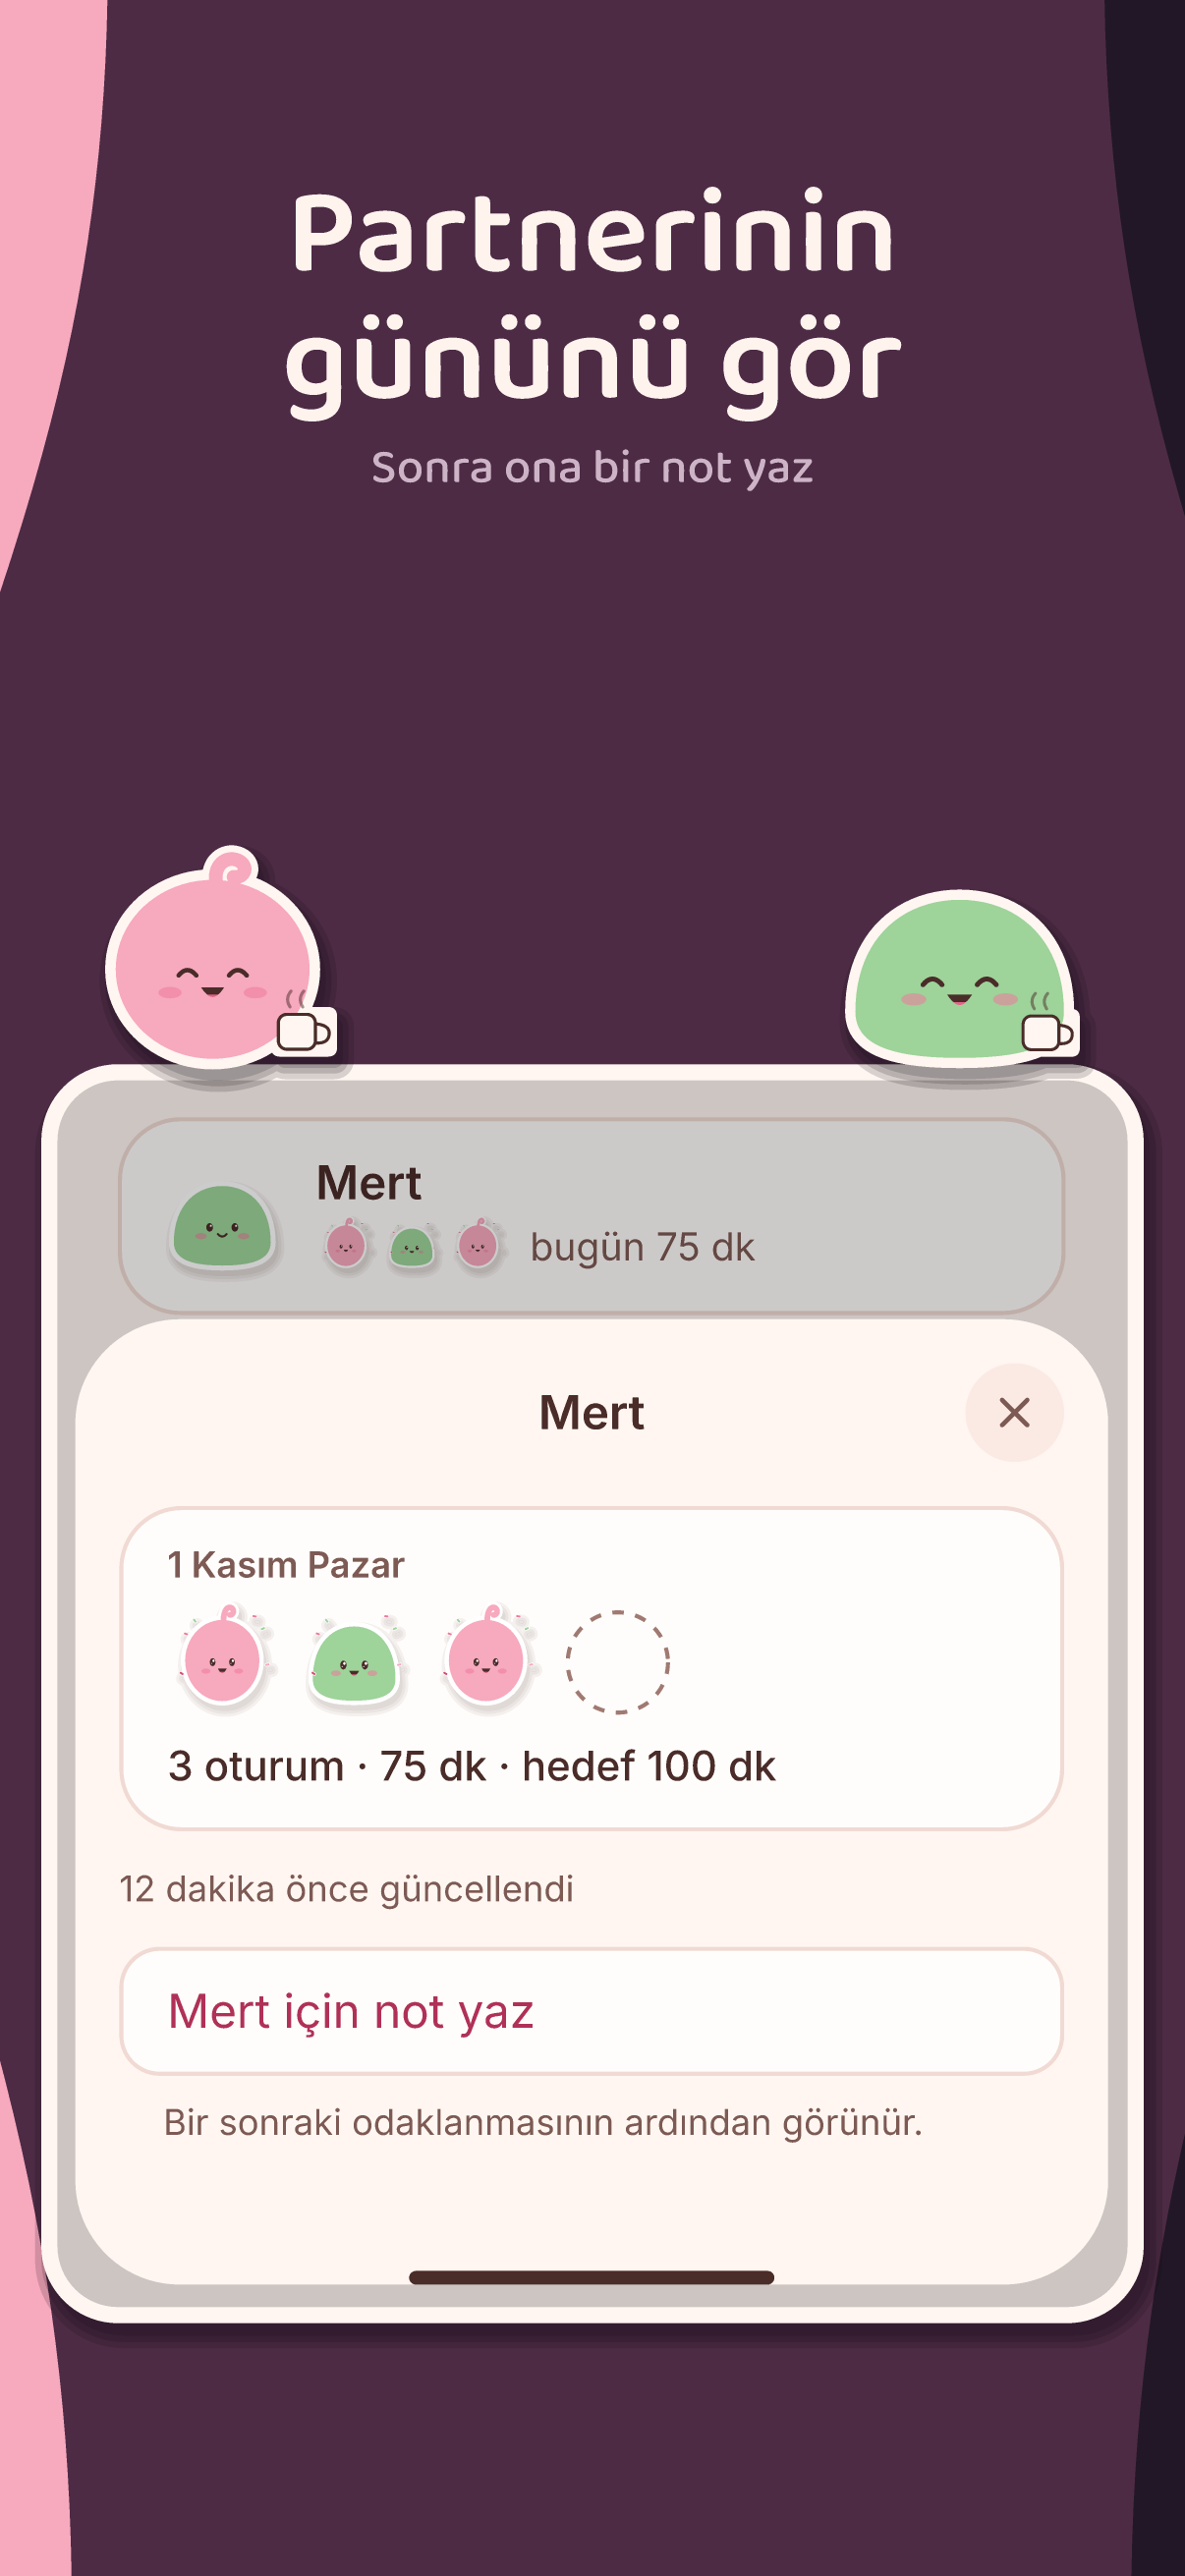 Partnerinin
gününü gör
Sonra ona bir not yaz
Mert
bugün 75 dk
Mert
1 Kasım Pazar
3 oturum · 75 dk · hedef 100 dk
12 dakika önce güncellendi
Mert için not yaz
Bir sonraki odaklanmasının ardından görünür.